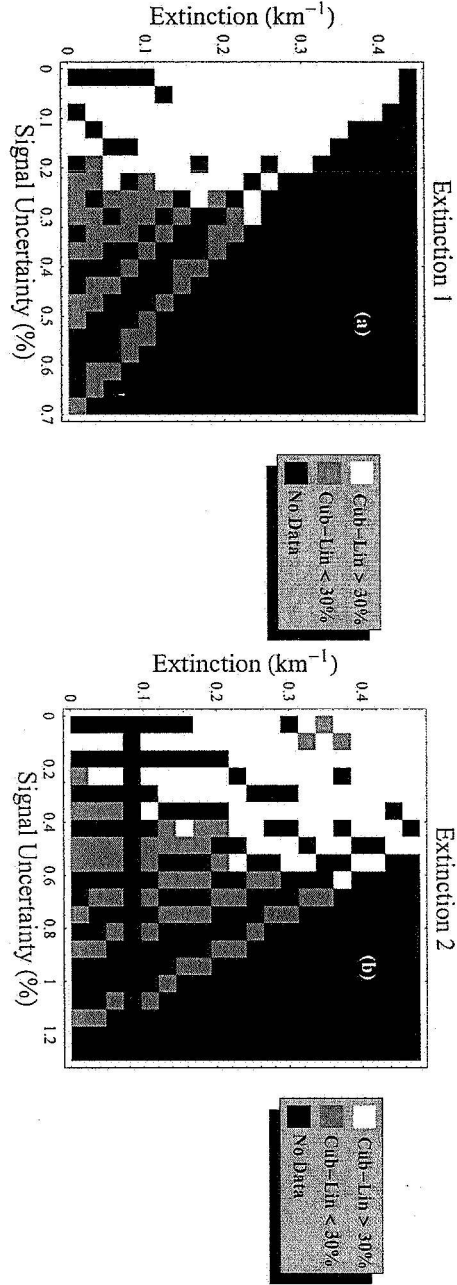 Extinction 1
Extinction (km⁻¹)
0.4
0.3
0.2
0.1
0
0
0.1
0.2
0.3
0.4
0.5
0.6
0.7
Signal Uncertainty (%)
(a)
Cub-Lin > 30%
Cub-Lin < 30%
No Data
Extinction 2
Extinction (km⁻¹)
0.4
0.3
0.2
0.1
0
0
0.2
0.4
0.6
0.8
1
1.2
Signal Uncertainty (%)
(b)
Cub-Lin > 30%
Cub-Lin < 30%
No Data